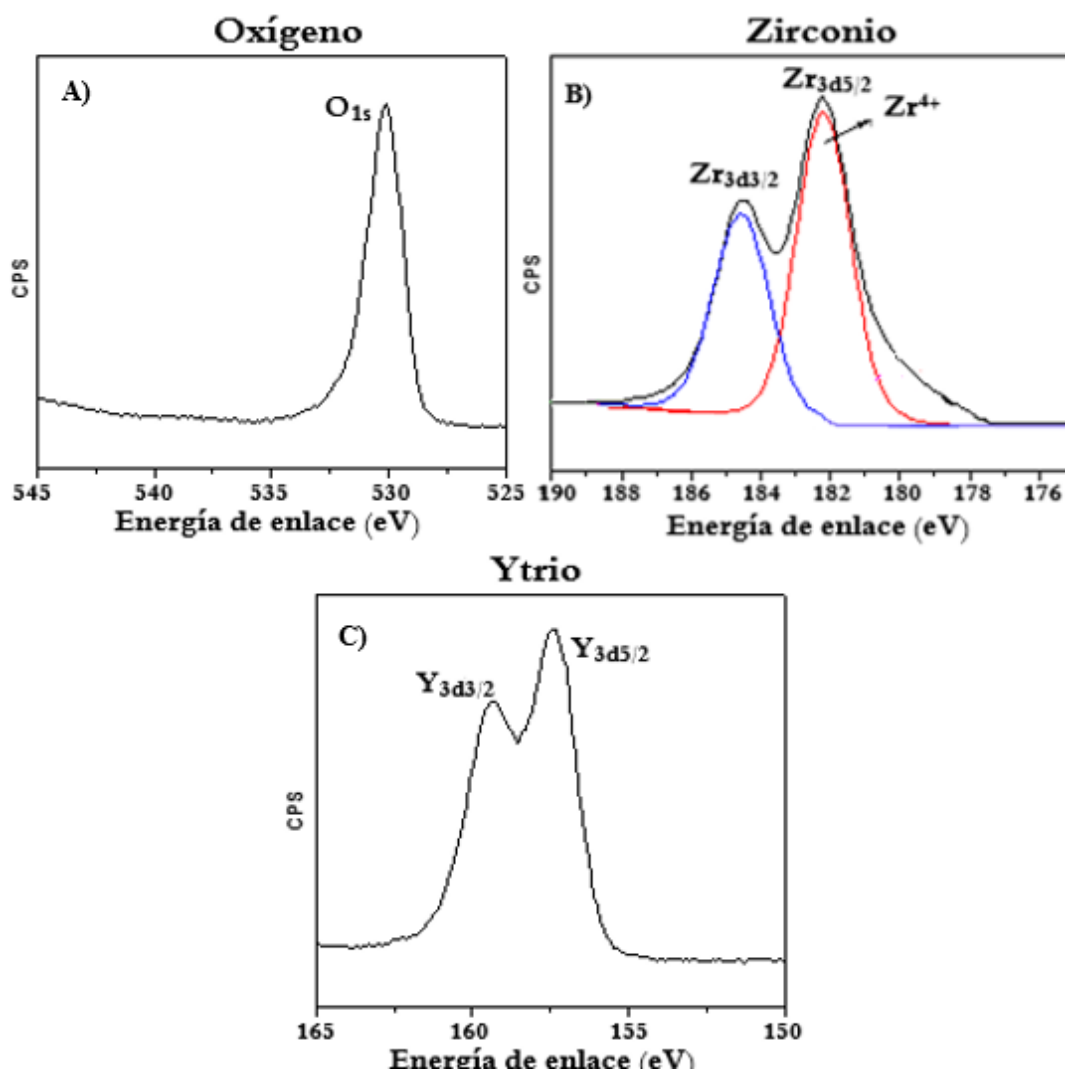 Oxígeno
A)
O1s
CPS
545 540 535 530 525
Energía de enlace (eV)
Zirconio
B)
Zr3d5/2
Zr4+
Zr3d3/2
CPS
190 188 186 184 182 180 178 176
Energía de enlace (eV)
Ytrio
C)
Y3d5/2
Y3d3/2
CPS
165 160 155 150
Energía de enlace (eV)